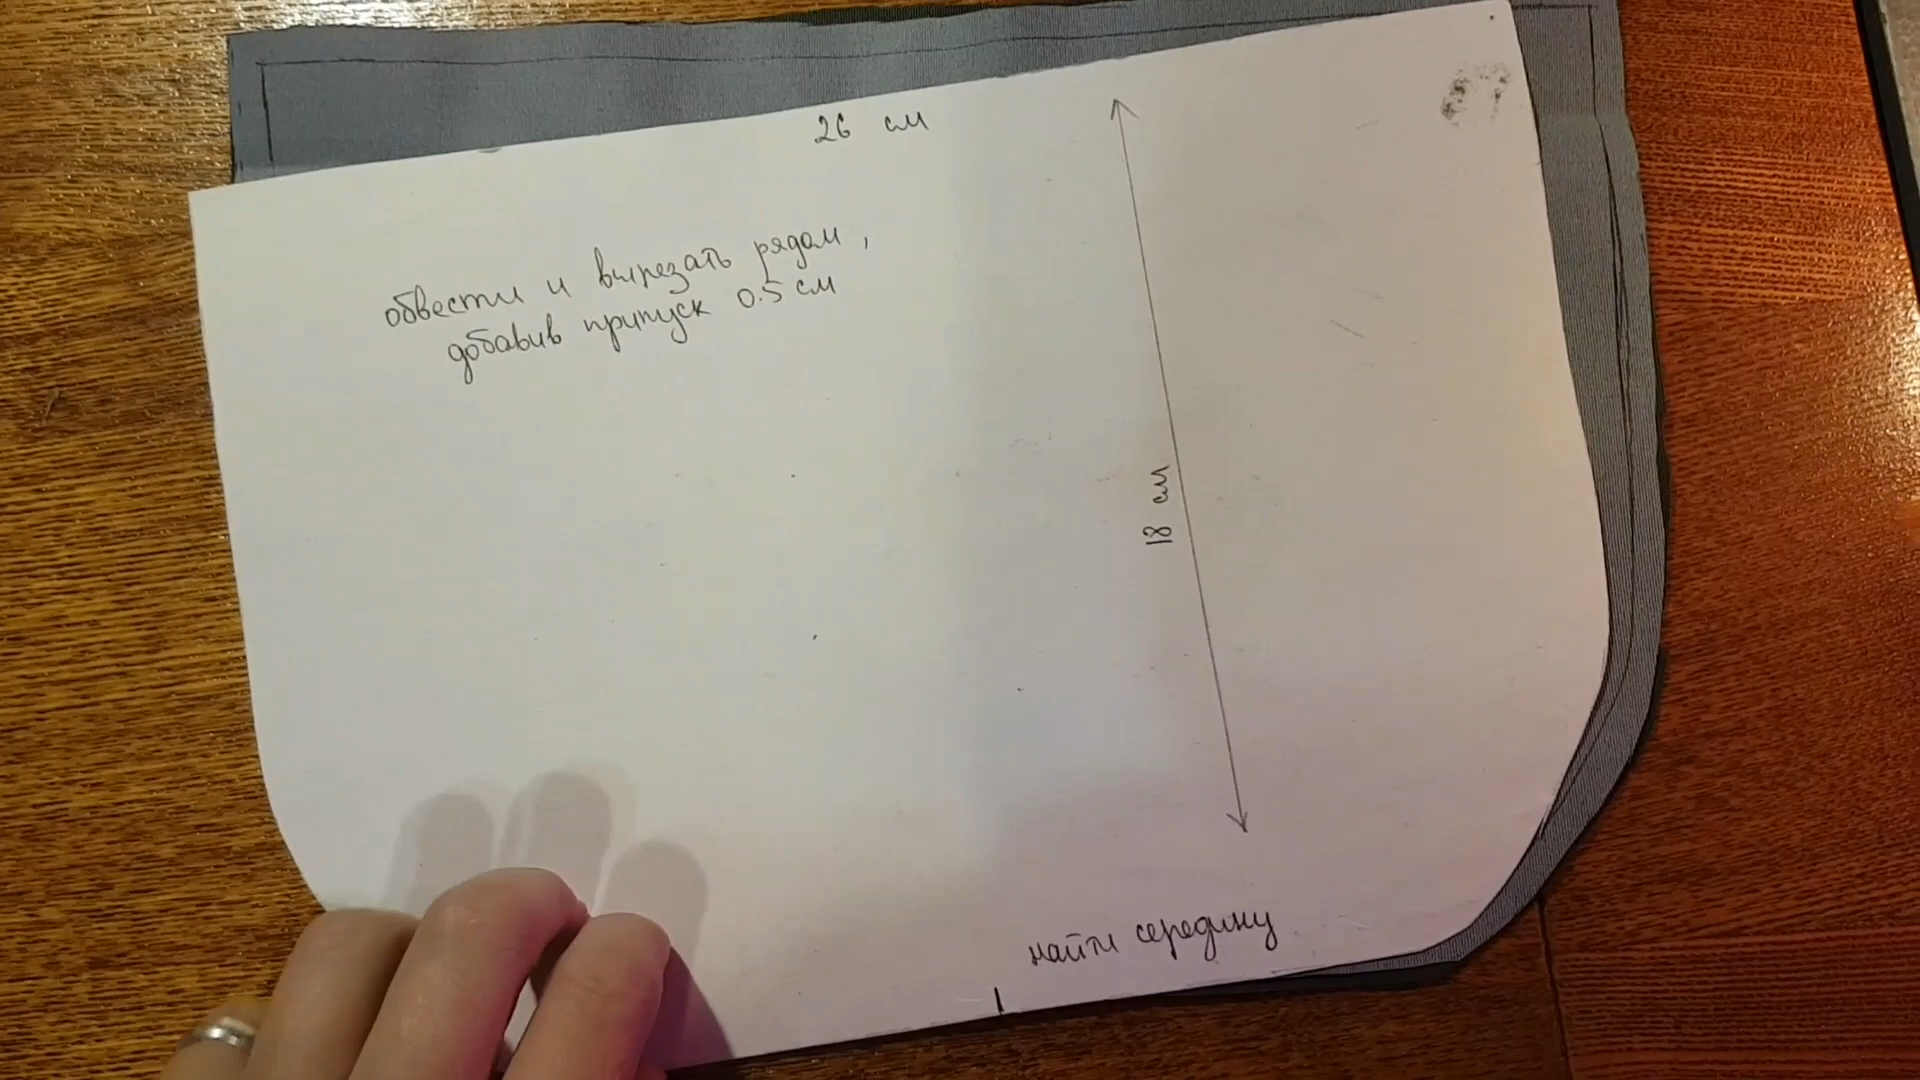 26 см
обвести и вырезать рядом,
добавив припуск 0.5 см
18 см
найти середину